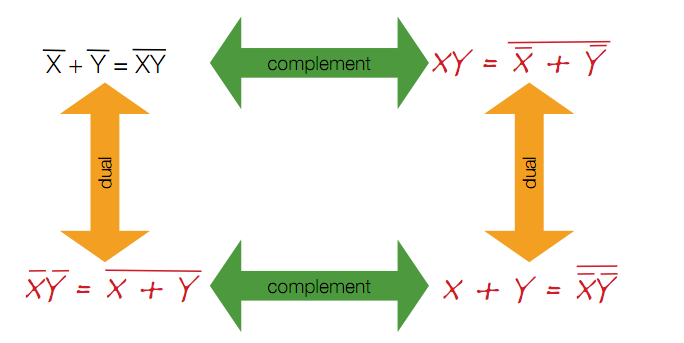 X̅ + Y̅ = X̅Y̅
complement
XY = X̅ ̅+̅ Y̅
dual
dual
X̅ Y̅ = X̅ ̅+̅ ̅Y̅
complement
X + Y = X̿ Y̿